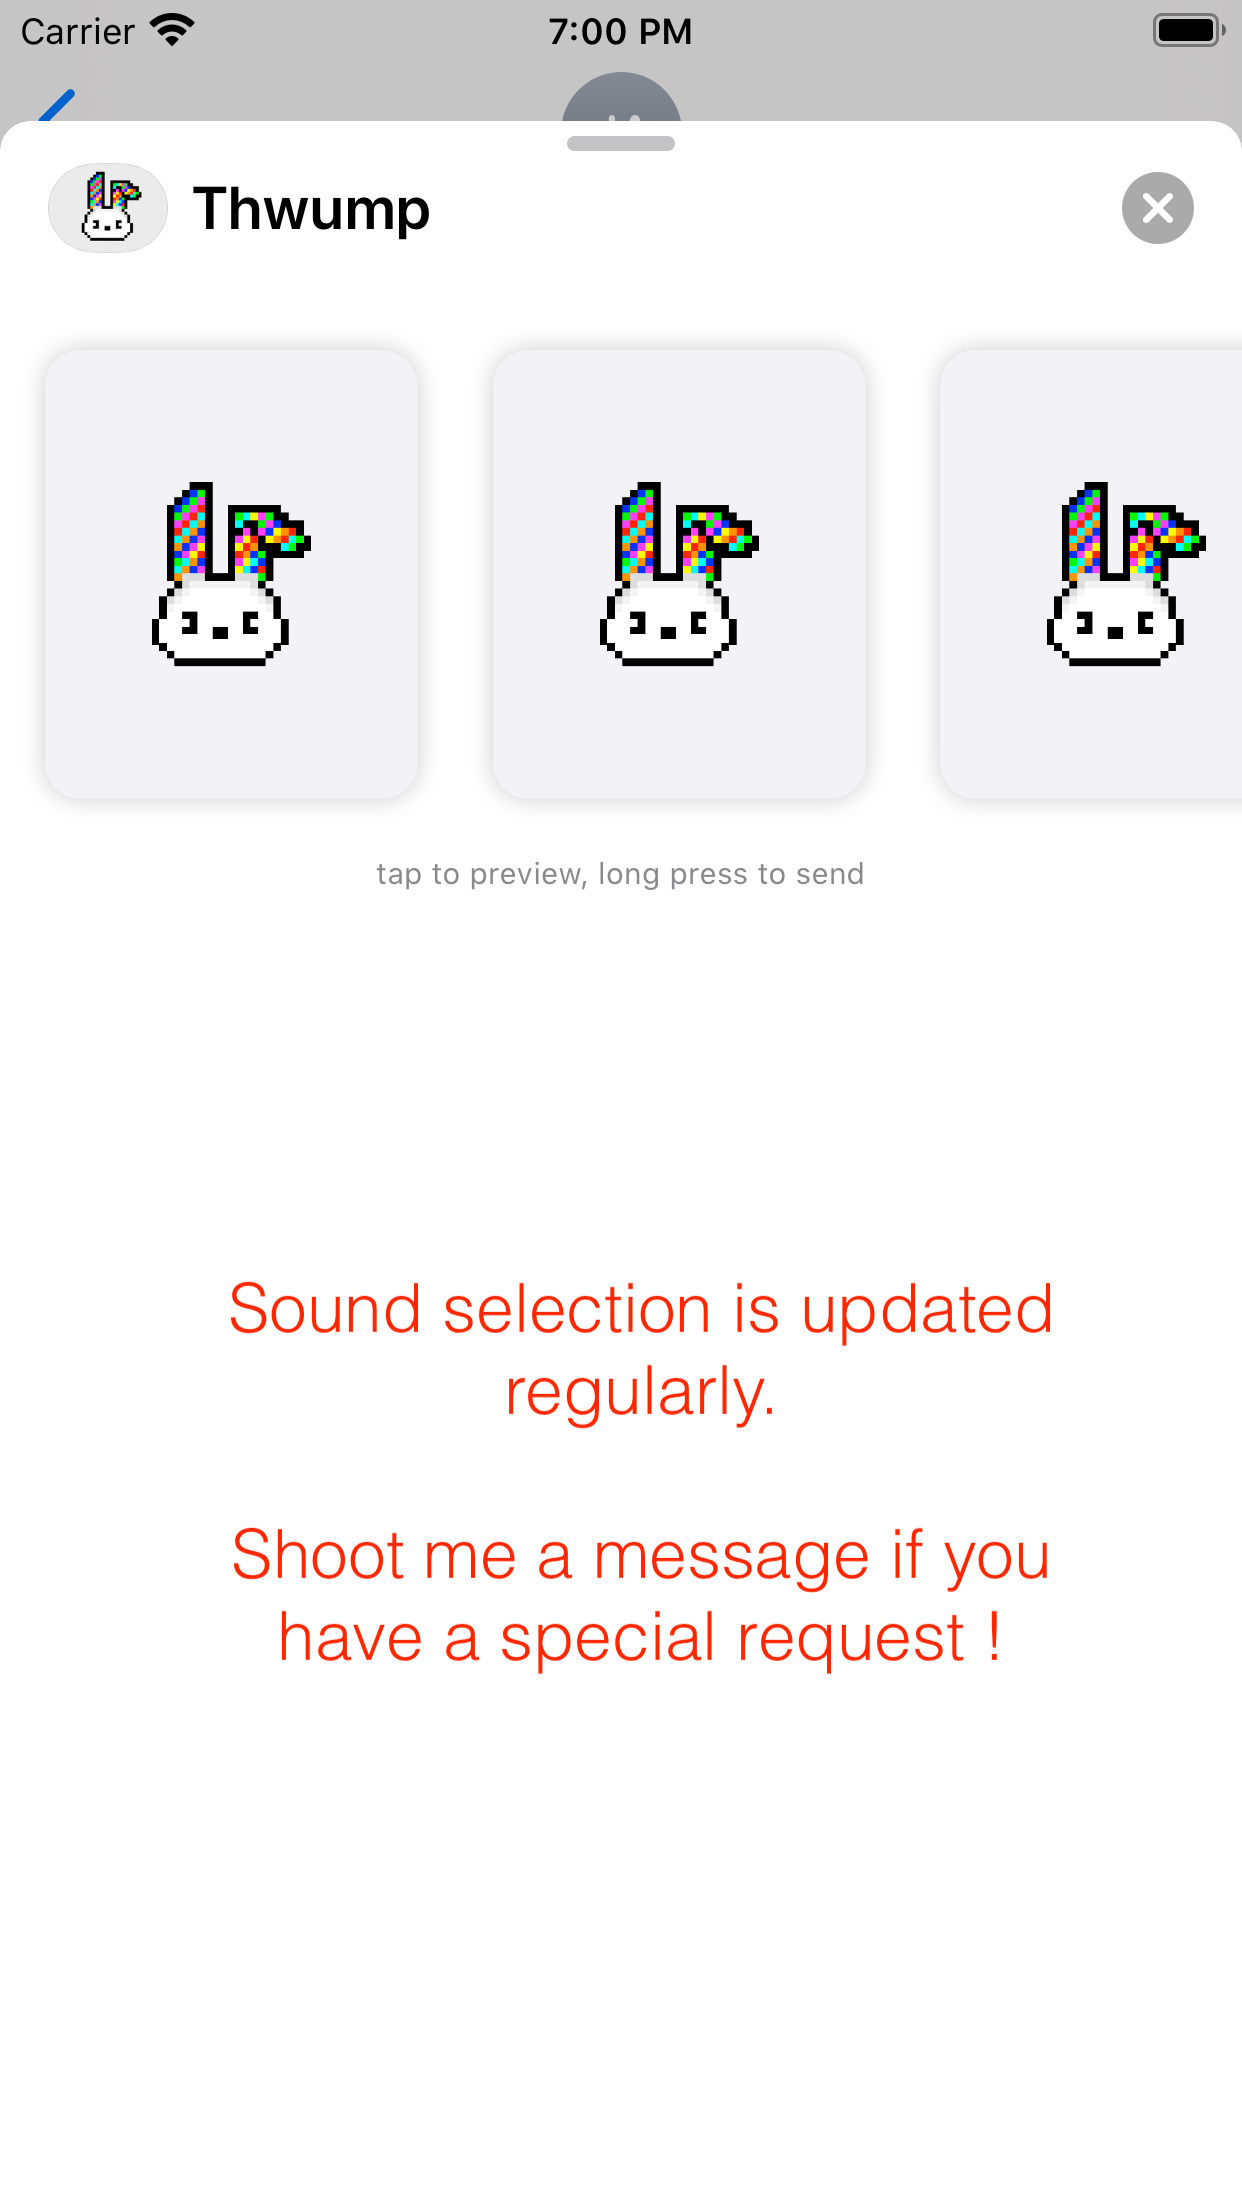 Carrier
7:00 PM
Thwump
tap to preview, long press to send
Sound selection is updated
regularly.
Shoot me a message if you
have a special request !